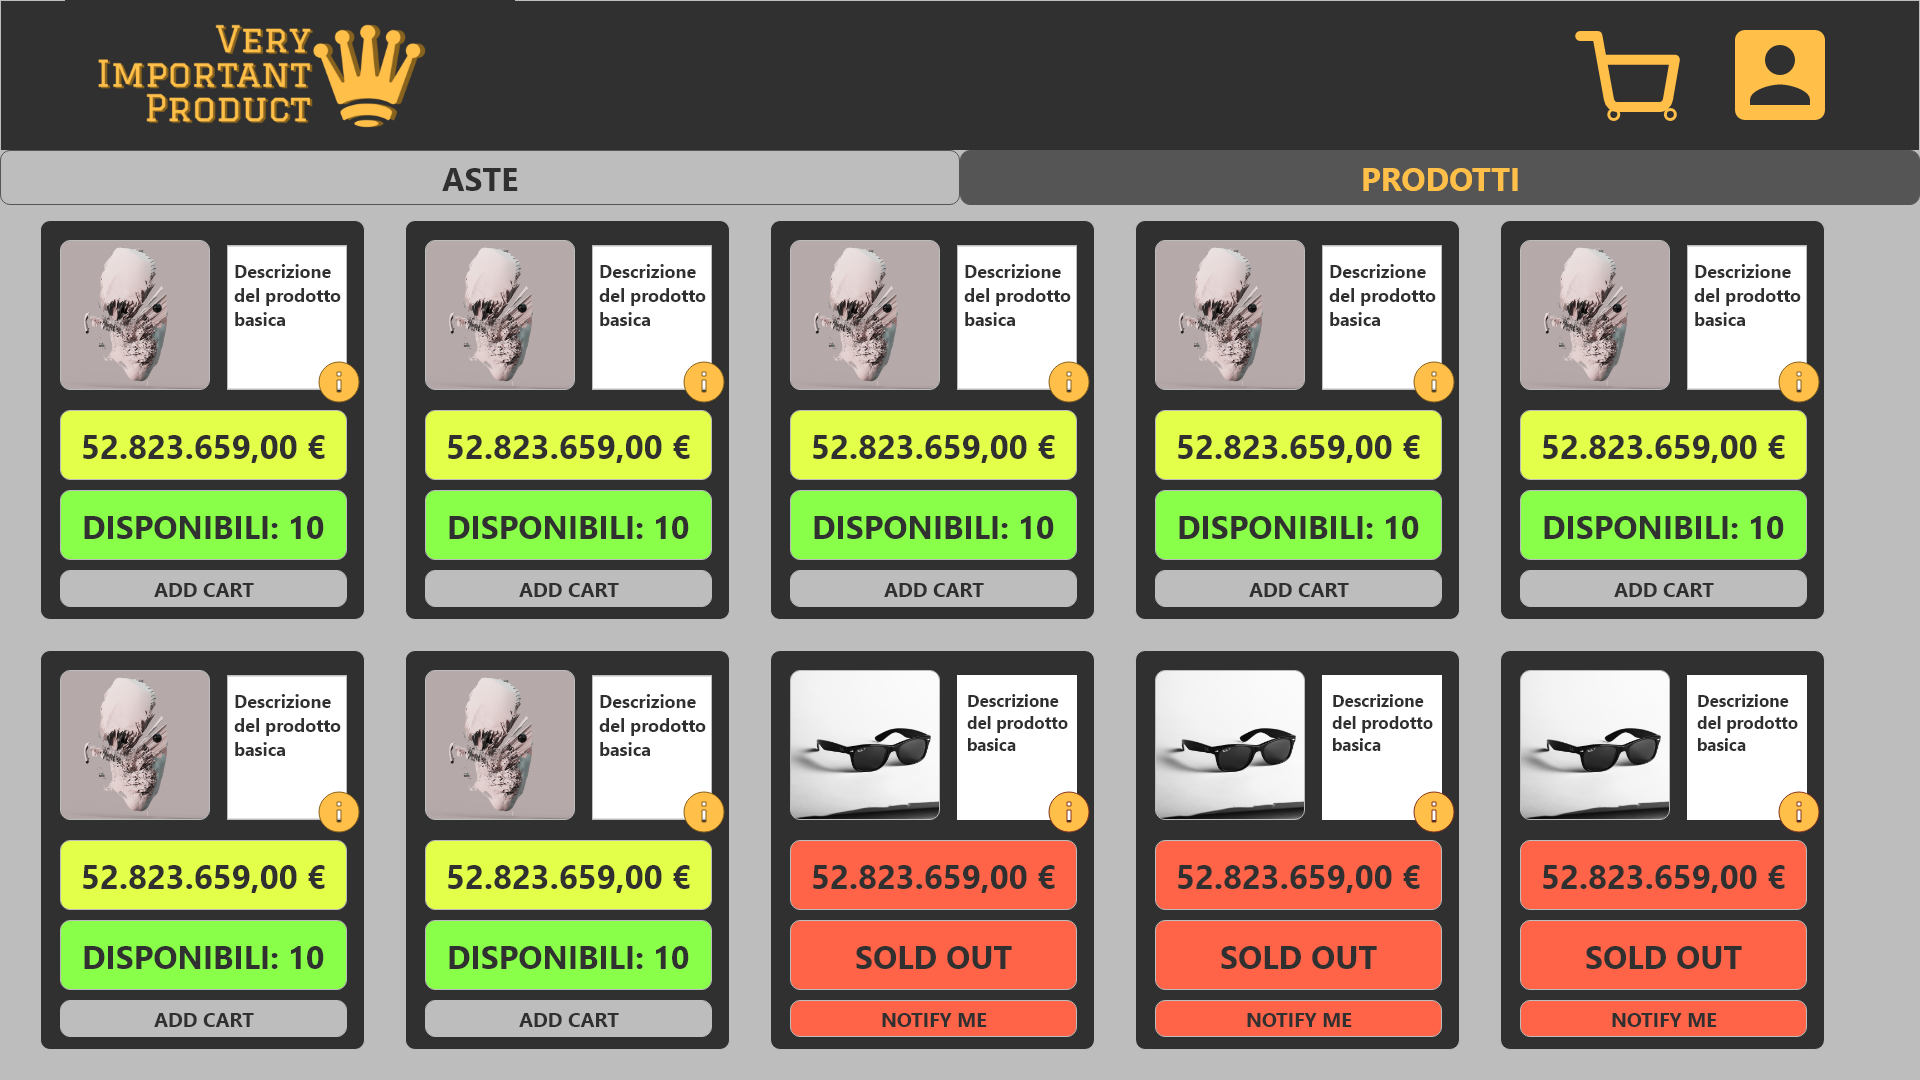 VERY
IMPORTANT
PRODUCT
ASTE
PRODOTTI
Descrizione
del prodotto
basica
52.823.659,00 €
DISPONIBILI: 10
ADD CART
Descrizione
del prodotto
basica
52.823.659,00 €
DISPONIBILI: 10
ADD CART
Descrizione
del prodotto
basica
52.823.659,00 €
DISPONIBILI: 10
ADD CART
Descrizione
del prodotto
basica
52.823.659,00 €
DISPONIBILI: 10
ADD CART
Descrizione
del prodotto
basica
52.823.659,00 €
DISPONIBILI: 10
ADD CART
Descrizione
del prodotto
basica
52.823.659,00 €
DISPONIBILI: 10
ADD CART
Descrizione
del prodotto
basica
52.823.659,00 €
DISPONIBILI: 10
ADD CART
Descrizione
del prodotto
basica
52.823.659,00 €
SOLD OUT
NOTIFY ME
Descrizione
del prodotto
basica
52.823.659,00 €
SOLD OUT
NOTIFY ME
Descrizione
del prodotto
basica
52.823.659,00 €
SOLD OUT
NOTIFY ME